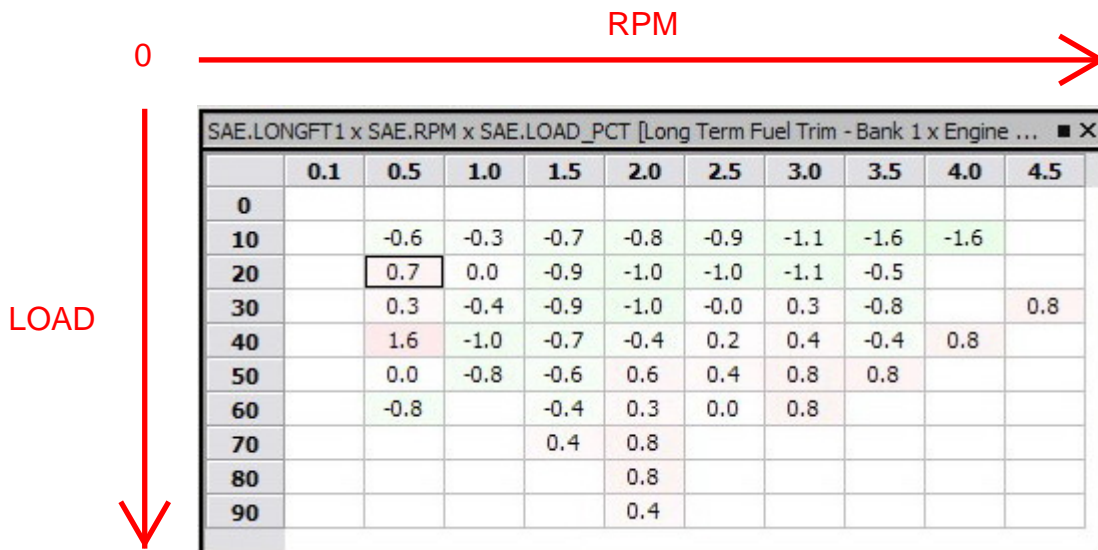 RPM
0
SAE.LONGFT1 x SAE.RPM x SAE.LOAD_PCT [Long Term Fuel Trim - Bank 1 x Engine ...
0.1 0.5 1.0 1.5 2.0 2.5 3.0 3.5 4.0 4.5
0
10 -0.6 -0.3 -0.7 -0.8 -0.9 -1.1 -1.6 -1.6
20 0.7 0.0 -0.9 -1.0 -1.0 -1.1 -0.5
LOAD
30 0.3 -0.4 -0.9 -1.0 -0.0 0.3 -0.8 0.8
40 1.6 -1.0 -0.7 -0.4 0.2 0.4 -0.4 0.8
50 0.0 -0.8 -0.6 0.6 0.4 0.8 0.8
60 -0.8 -0.4 0.3 0.0 0.8
70 0.4 0.8
80 0.8
90 0.4